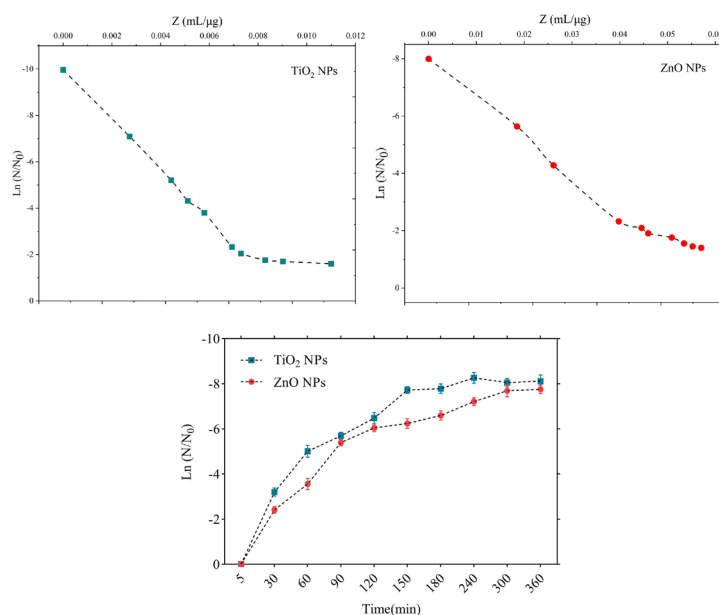 Z (mL/μg)
0.000 0.002 0.004 0.006 0.008 0.010 0.012
TiO2 NPs
Ln (N/N0)
-10
-8
-6
-4
-2
0
Z (mL/μg)
0.00 0.01 0.02 0.03 0.04 0.05
ZnO NPs
Ln (N/N0)
-8
-6
-4
-2
0
TiO2 NPs
ZnO NPs
Ln (N/N0)
-10
-8
-6
-4
-2
0
5 30 60 90 120 150 180 240 300 360
Time(min)